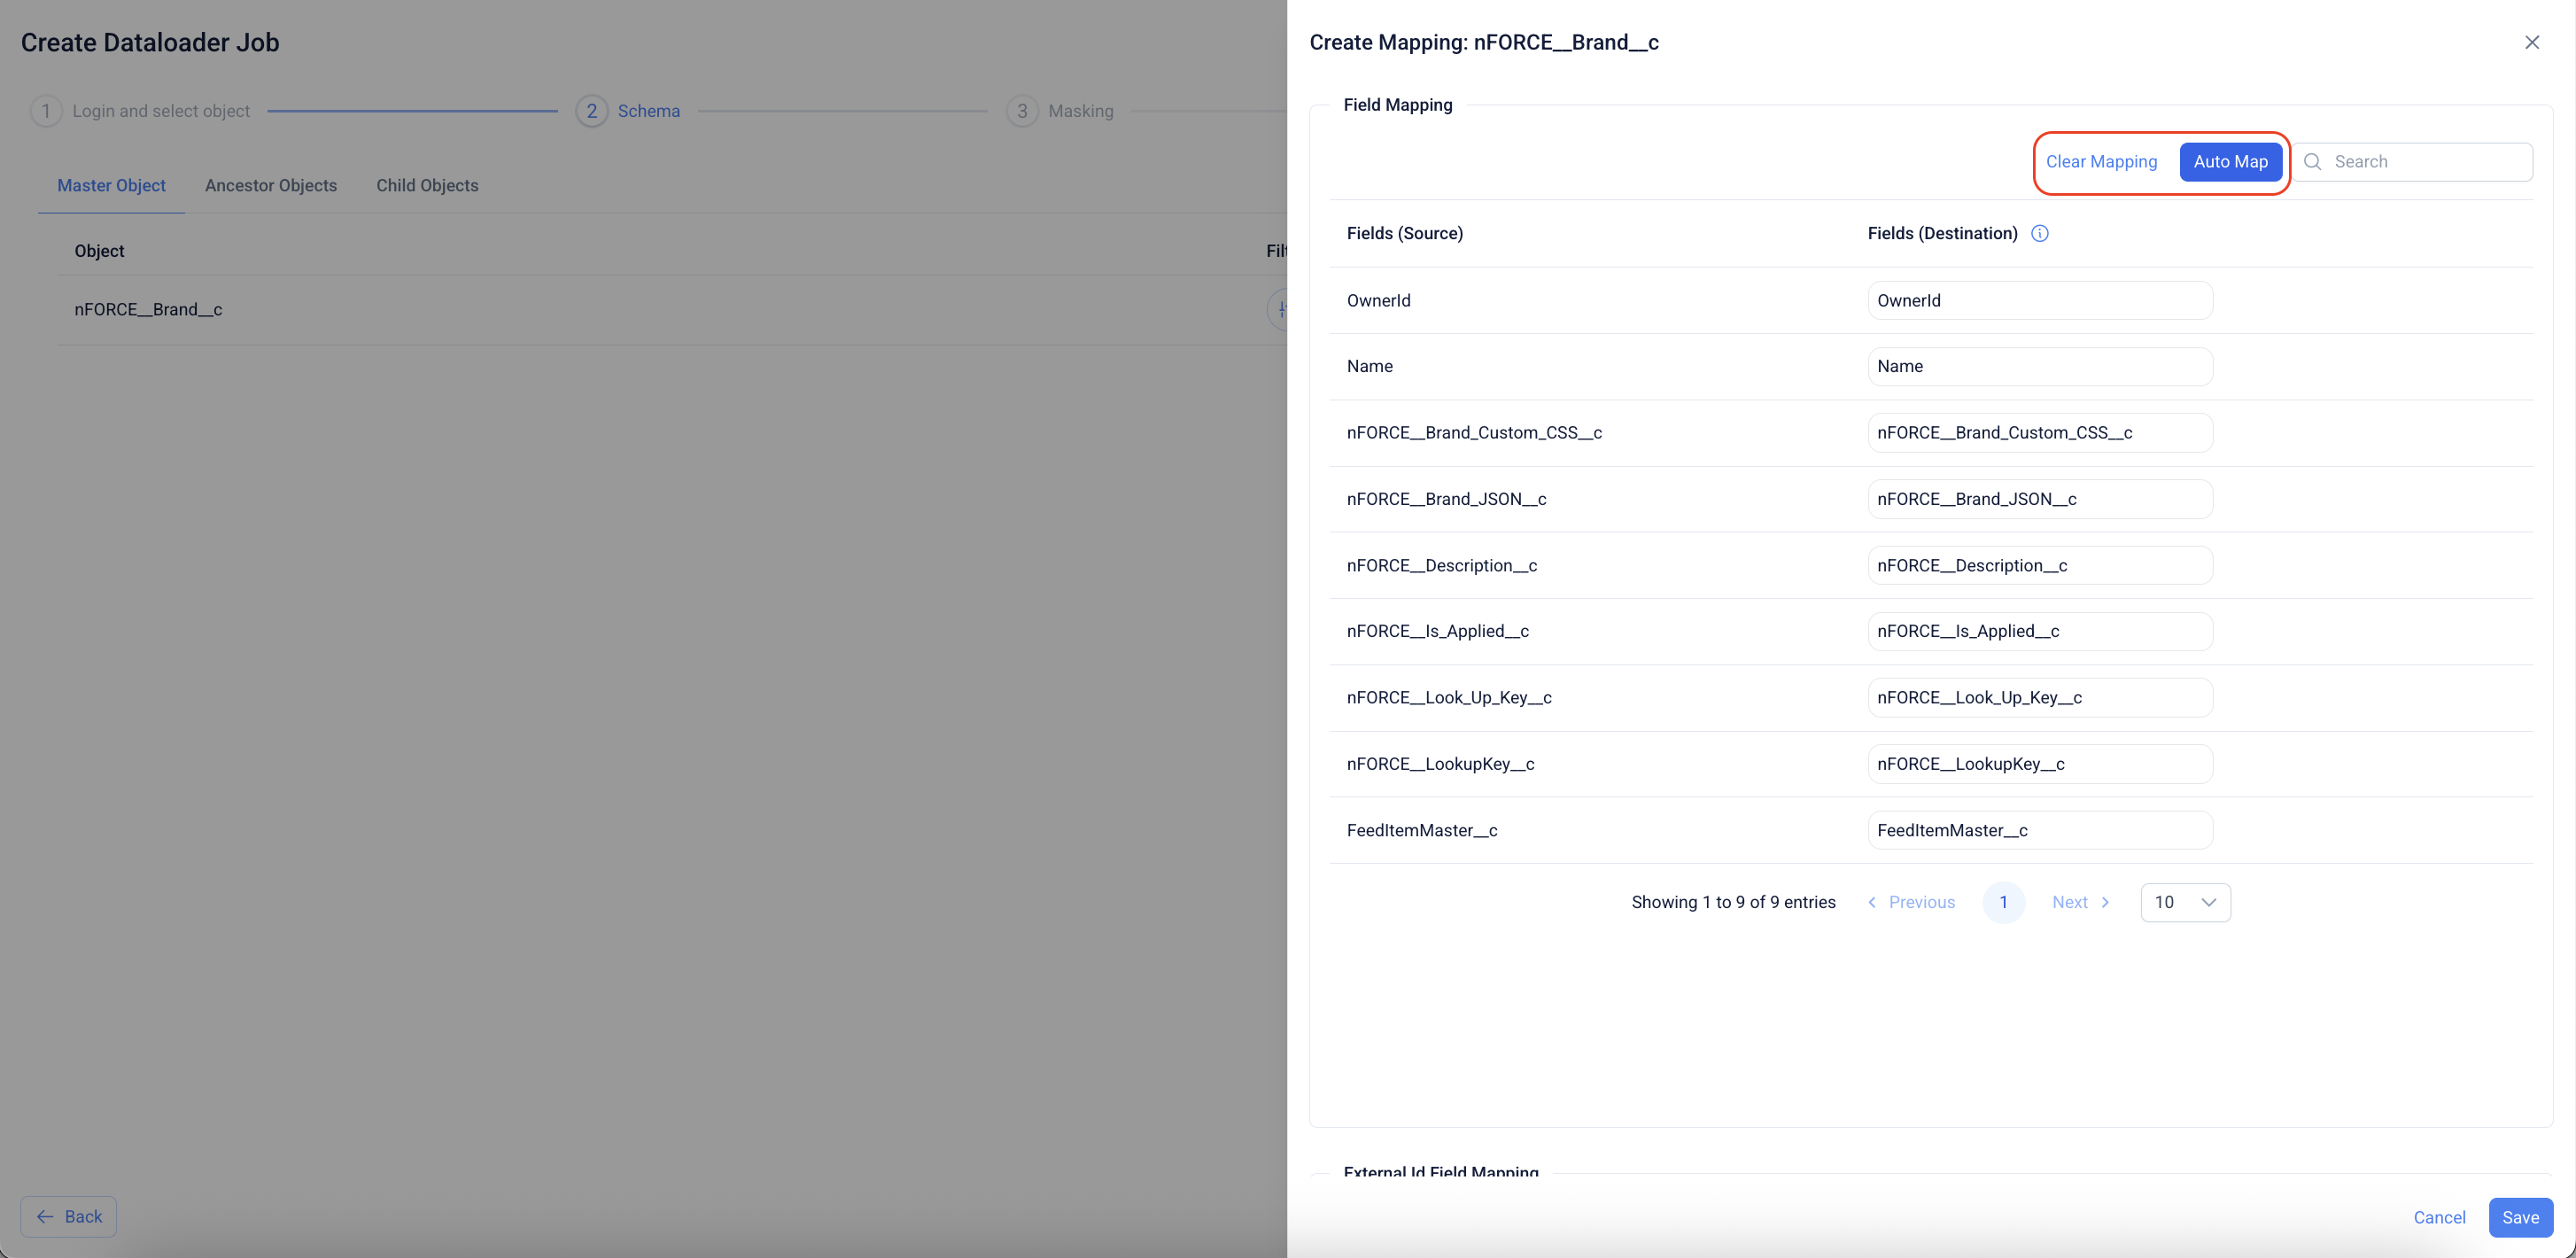 Create Dataloader Job
1 Login and select object
2 Schema
3 Masking
Master Object Ancestor Objects Child Objects
Object
nFORCE__Brand__c
Back
Create Mapping: nFORCE__Brand__c
Field Mapping
Clear Mapping Auto Map Search
Fields (Source) Fields (Destination)
OwnerId OwnerId
Name Name
nFORCE__Brand_Custom_CSS__c nFORCE__Brand_Custom_CSS__c
nFORCE__Brand_JSON__c nFORCE__Brand_JSON__c
nFORCE__Description__c nFORCE__Description__c
nFORCE__Is_Applied__c nFORCE__Is_Applied__c
nFORCE__Look_Up_Key__c nFORCE__Look_Up_Key__c
nFORCE__LookupKey__c nFORCE__LookupKey__c
FeedItemMaster__c FeedItemMaster__c
Showing 1 to 9 of 9 entries Previous 1 Next 10
External Id Field Mapping
Cancel Save